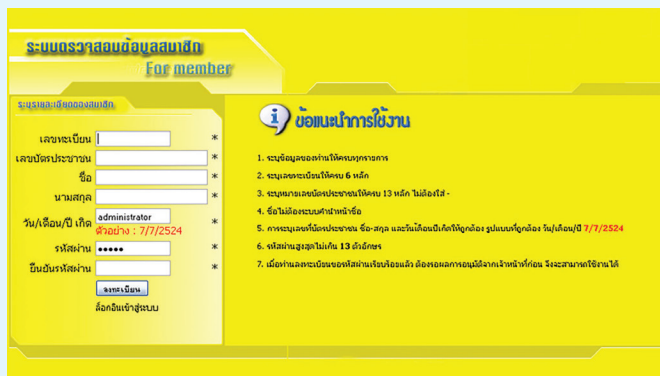 ระบบตรวจสอบข้อมูลสมาชิก
For member
ระบุรายละเอียดของสมาชิก
เลขทะเบียน *
เลขบัตรประชาชน *
ชื่อ *
นามสกุล *
วัน/เดือน/ปี เกิด administrator *
ตัวอย่าง : 7/7/2524
รหัสผ่าน ••••• *
ยืนยันรหัสผ่าน *
ลงทะเบียน
ล็อกอินเข้าสู่ระบบ
i ข้อแนะนำการใช้งาน
1. ระบุข้อมูลของท่านให้ครบทุกรายการ
2. ระบุเลขทะเบียนให้ครบ 6 หลัก
3. ระบุหมายเลขบัตรประชาชนให้ครบ 13 หลัก ไม่ต้องใส่ -
4. ชื่อไม่ต้องระบุคำนำหน้าชื่อ
5. การระบุเลขที่บัตรประชาชน ชื่อ-สกุล และวันเดือนปีเกิดให้ถูกต้อง รูปแบบที่ถูกต้อง วัน/เดือน/ปี 7/7/2524
6. รหัสผ่านสูงสุดไม่เกิน 13 ตัวอักษร
7. เมื่อท่านลงทะเบียนขอรหัสผ่านเรียบร้อยแล้ว ต้องรอผลการอนุมัติจากเจ้าหน้าที่ก่อน จึงจะสามารถใช้งานได้